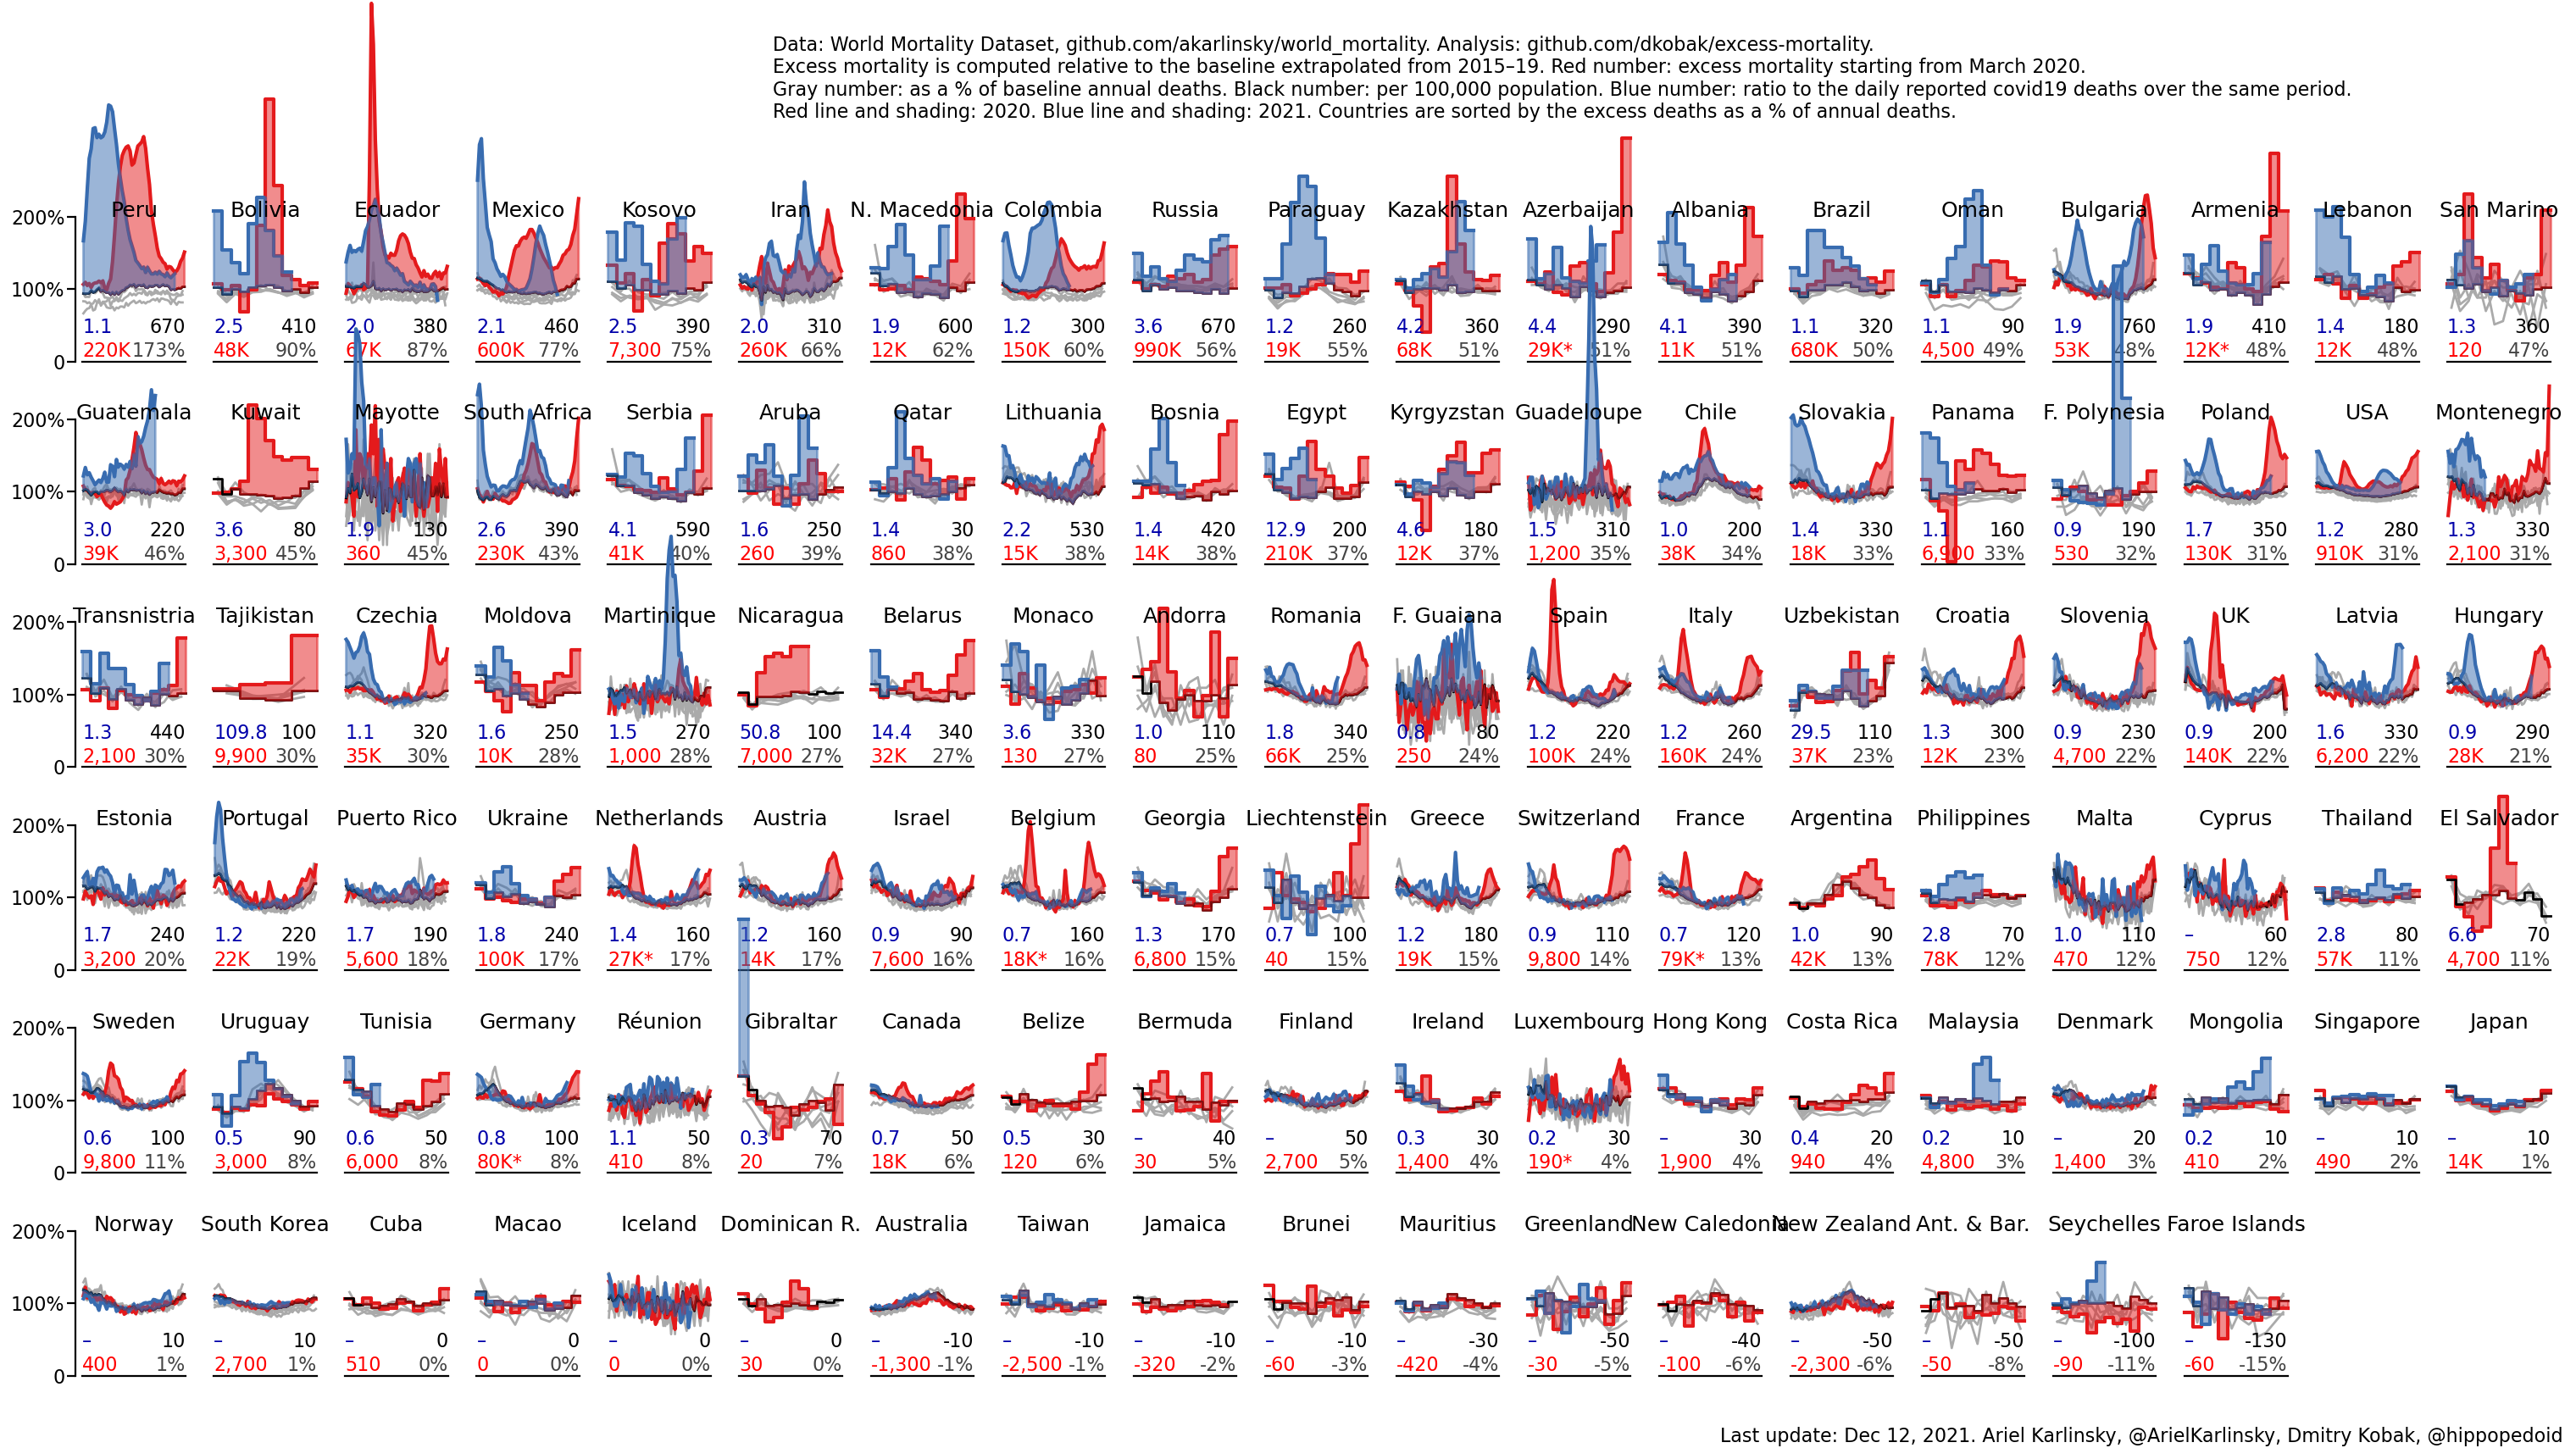 Data: World Mortality Dataset, github.com/akarlinsky/world_mortality. Analysis: github.com/dkobak/excess-mortality.
Excess mortality is computed relative to the baseline extrapolated from 2015–19. Red number: excess mortality starting from March 2020.
Gray number: as a % of baseline annual deaths. Black number: per 100,000 population. Blue number: ratio to the daily reported covid19 deaths over the same period.
Red line and shading: 2020. Blue line and shading: 2021. Countries are sorted by the excess deaths as a % of annual deaths.
200% Peru Bolivia Ecuador Mexico Kosovo Iran N. Macedonia Colombia Russia Paraguay Kazakhstan Azerbaijan Albania Brazil Oman Bulgaria Armenia Lebanon San Marino
100%
1.1 670 2.5 410 2.0 380 2.1 460 2.5 390 2.0 310 1.9 600 1.2 300 3.6 670 1.2 260 4.2 360 4.4 290 4.1 390 1.1 320 1.1 90 1.9 760 1.9 410 1.4 180 1.3 360
220K 173% 48K 90% 67K 87% 600K 77% 7,300 75% 260K 66% 12K 62% 150K 60% 990K 56% 19K 55% 68K 51% 29K* 51% 11K 51% 680K 50% 4,500 49% 53K 48% 12K* 48% 12K 48% 120 47%
0
200% Guatemala Kuwait Mayotte South Africa Serbia Aruba Qatar Lithuania Bosnia Egypt Kyrgyzstan Guadeloupe Chile Slovakia Panama F. Polynesia Poland USA Montenegro
100%
3.0 220 3.6 80 1.9 130 2.6 390 4.1 590 1.6 250 1.4 30 2.2 530 1.4 420 12.9 200 4.6 180 1.5 310 1.0 200 1.4 330 1.1 160 0.9 190 1.7 350 1.2 280 1.3 330
39K 46% 3,300 45% 360 45% 230K 43% 41K 40% 260 39% 860 38% 15K 38% 14K 38% 210K 37% 12K 37% 1,200 35% 38K 34% 18K 33% 6,900 33% 530 32% 130K 31% 910K 31% 2,100 31%
0
200% Transnistria Tajikistan Czechia Moldova Martinique Nicaragua Belarus Monaco Andorra Romania F. Guaiana Spain Italy Uzbekistan Croatia Slovenia UK Latvia Hungary
100%
1.3 440 109.8 100 1.1 320 1.6 250 1.5 270 50.8 100 14.4 340 3.6 330 1.0 110 1.8 340 0.8 80 1.2 220 1.2 260 29.5 110 1.3 300 0.9 230 0.9 200 1.6 330 0.9 290
2,100 30% 9,900 30% 35K 30% 10K 28% 1,000 28% 7,000 27% 32K 27% 130 27% 80 25% 66K 25% 250 24% 100K 24% 160K 24% 37K 23% 12K 23% 4,700 22% 140K 22% 6,200 22% 28K 21%
0
200% Estonia Portugal Puerto Rico Ukraine Netherlands Austria Israel Belgium Georgia Liechtenstein Greece Switzerland France Argentina Philippines Malta Cyprus Thailand El Salvador
100%
1.7 240 1.2 220 1.7 190 1.8 240 1.4 160 1.2 160 0.9 90 0.7 160 1.3 170 0.7 100 1.2 180 0.9 110 0.7 120 1.0 90 2.8 70 1.0 110 – 60 2.8 80 6.6 70
3,200 20% 22K 19% 5,600 18% 100K 17% 27K* 17% 14K 17% 7,600 16% 18K* 16% 6,800 15% 40 15% 19K 15% 9,800 14% 79K* 13% 42K 13% 78K 12% 470 12% 750 12% 57K 11% 4,700 11%
0
200% Sweden Uruguay Tunisia Germany Réunion Gibraltar Canada Belize Bermuda Finland Ireland Luxembourg Hong Kong Costa Rica Malaysia Denmark Mongolia Singapore Japan
100%
0.6 100 0.5 90 0.6 50 0.8 100 1.1 50 0.3 70 0.7 50 0.5 30 – 40 – 50 0.3 30 0.2 30 – 30 0.4 20 0.2 10 – 20 0.2 10 – 10 – 10
9,800 11% 3,000 8% 6,000 8% 80K* 8% 410 8% 20 7% 18K 6% 120 6% 30 5% 2,700 5% 1,400 4% 190* 4% 1,900 4% 940 4% 4,800 3% 1,400 3% 410 2% 490 2% 14K 1%
0
200% Norway South Korea Cuba Macao Iceland Dominican R. Australia Taiwan Jamaica Brunei Mauritius Greenland New Caledonia New Zealand Ant. & Bar. Seychelles Faroe Islands
100%
– 10 – 10 – 0 – 0 – 0 – 0 – -10 – -10 – -10 – -10 – -30 – -50 – -40 – -50 – -50 – -100 – -130
400 1% 2,700 1% 510 0% 0 0% 0 0% 30 0% -1,300 -1% -2,500 -1% -320 -2% -60 -3% -420 -4% -30 -5% -100 -6% -2,300 -6% -50 -8% -90 -11% -60 -15%
0
Last update: Dec 12, 2021. Ariel Karlinsky, @ArielKarlinsky, Dmitry Kobak, @hippopedoid